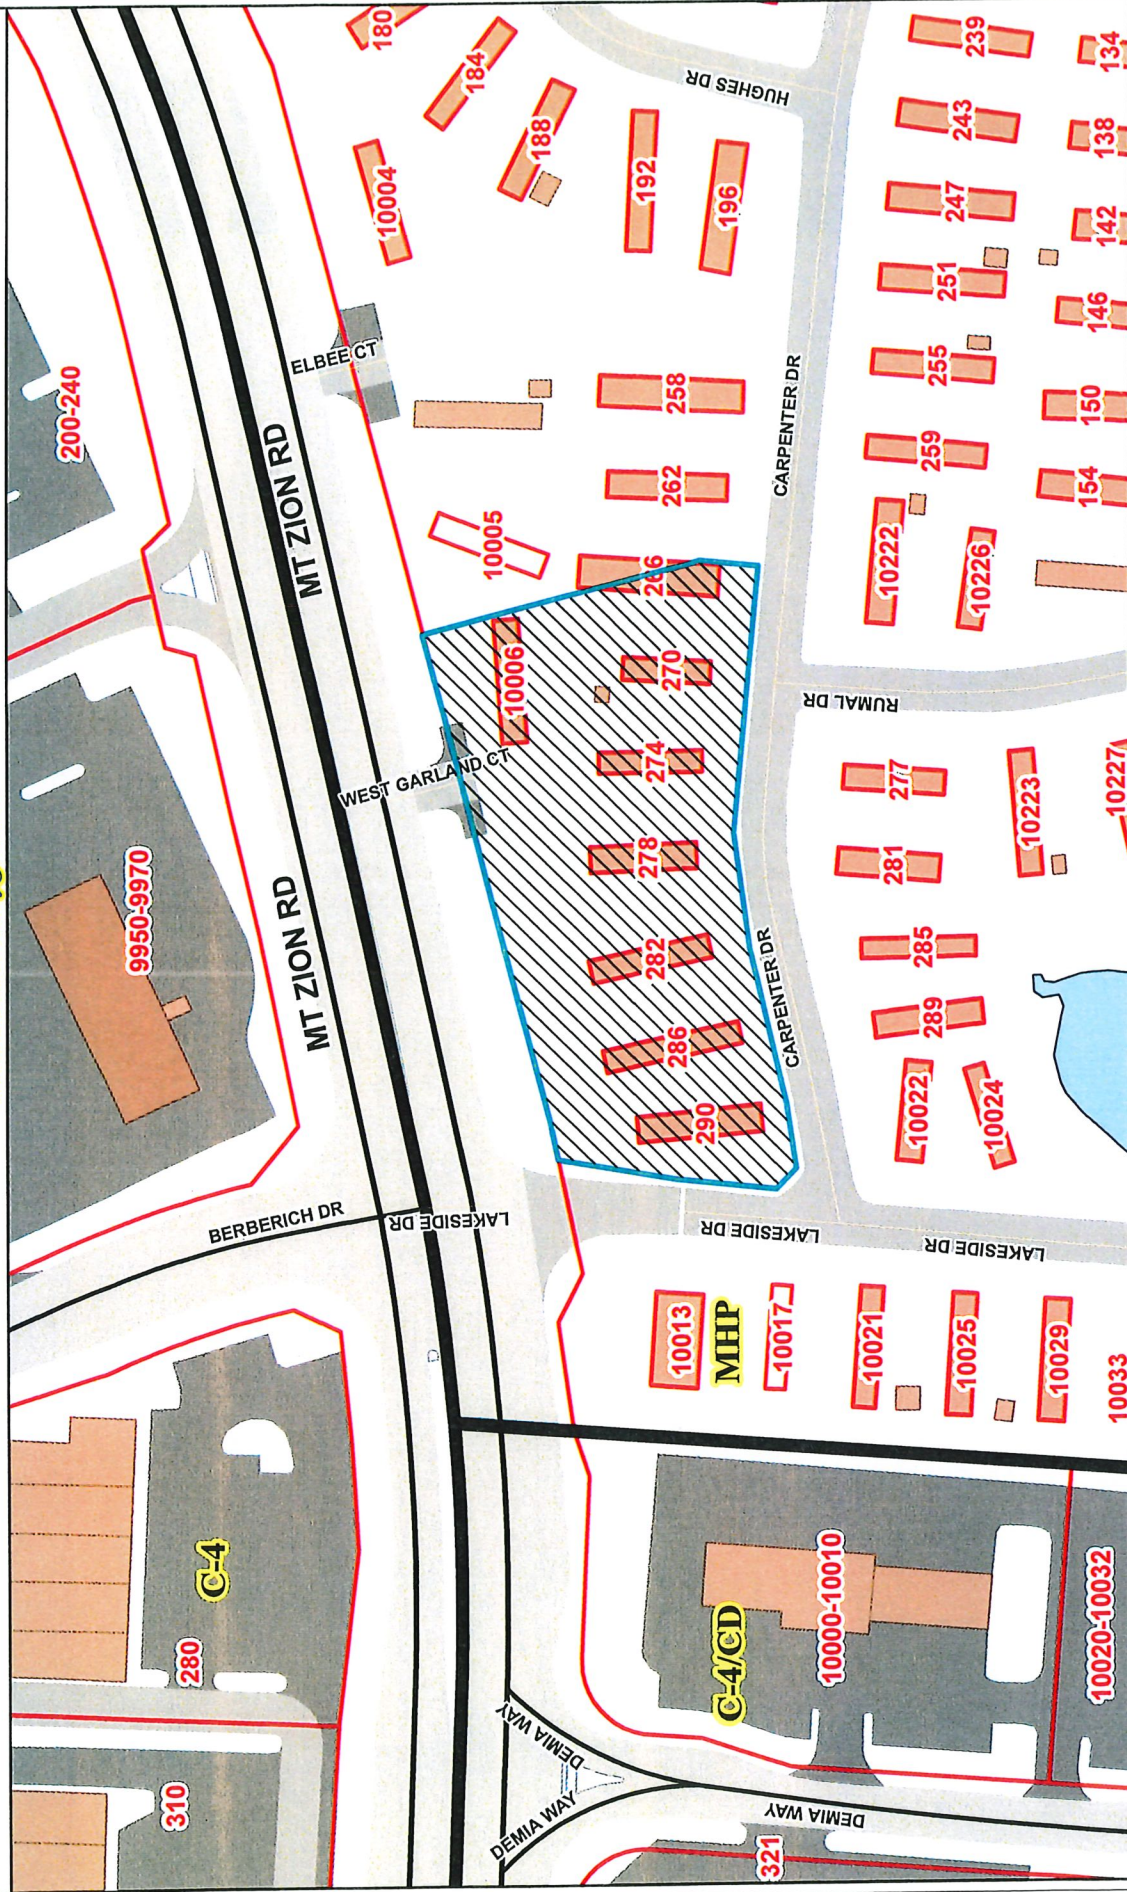 180
184
188
192
196
10004
HUGHES DR
239
243
247
251
255
259
134
138
142
146
150
154
200-240
ELBEE CT
MT ZION RD
258
262
CARPENTER DR
10005
266
10222
10226
10006
270
274
278
282
286
290
WEST GARLAND CT
RUMAL DR
9950-9970
MT ZION RD
277
281
285
289
10223
10227
10022
10024
CARPENTER DR
BERBERICH DR
LAKESIDE DR
LAKESIDE DR
LAKESIDE DR
10013
MHP
10017
10021
10025
10029
10033
C-4
280
310
C-4/CD
10000-10010
10020-10032
DEMIA WAY
DEMIA WAY
DEMIA WAY
321